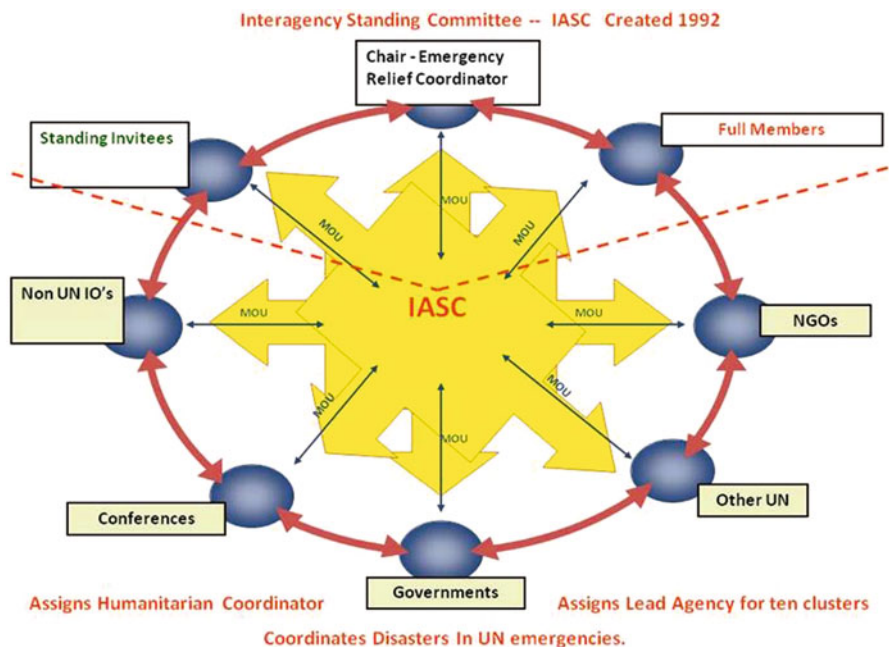 Interagency Standing Committee -- IASC Created 1992
Chair - Emergency
Relief Coordinator
Standing Invitees
Full Members
MOU
MOU
MOU
Non UN IO's
MOU
IASC
MOU
NGOs
MOU
MOU
MOU
Other UN
Conferences
Governments
Assigns Humanitarian Coordinator
Assigns Lead Agency for ten clusters
Coordinates Disasters In UN emergencies.